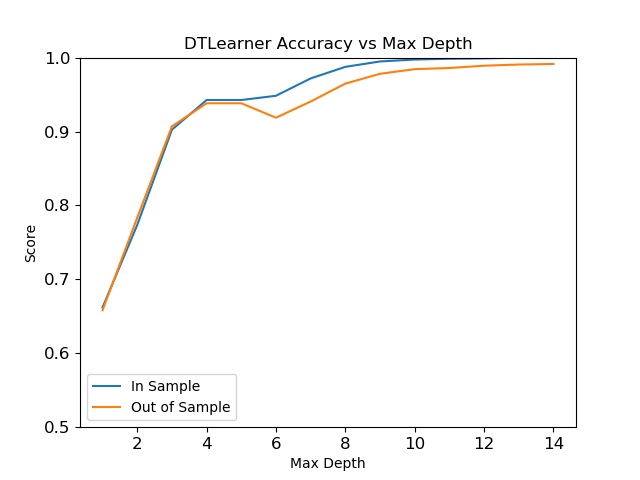 DTLearner Accuracy vs Max Depth
1.0
0.9
0.8
0.7
0.6
0.5
Score
In Sample
Out of Sample
2 4 6 8 10 12 14
Max Depth